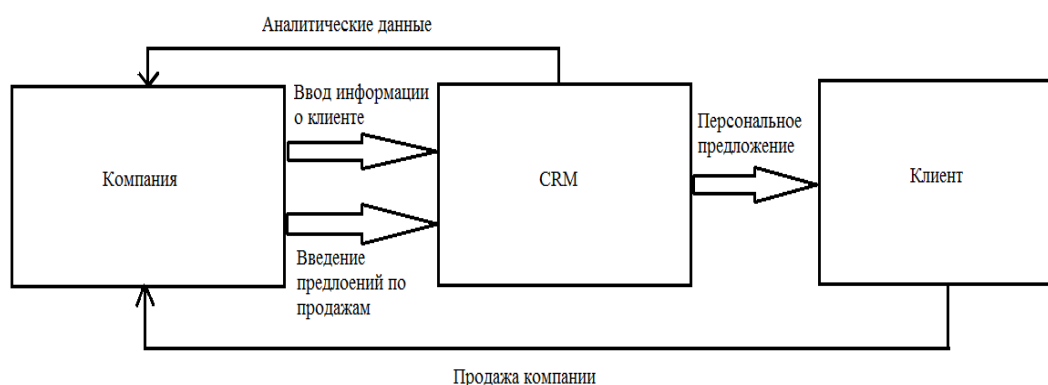 Аналитические данные
Ввод информации
о клиенте
Персональное
предложение
Компания
CRM
Клиент
Введение
предлоений по
продажам
Продажа компании